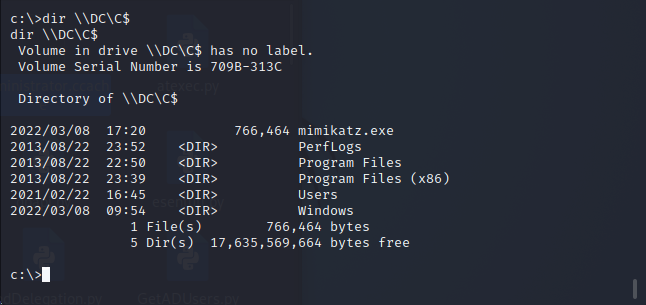 c:\>dir \\DC\C$
dir \\DC\C$
 Volume in drive \\DC\C$ has no label.
 Volume Serial Number is 709B-313C
 Directory of \\DC\C$
2022/03/08  17:20           766,464 mimikatz.exe
2013/08/22  23:52    <DIR>          PerfLogs
2013/08/22  22:50    <DIR>          Program Files
2013/08/22  23:39    <DIR>          Program Files (x86)
2021/02/22  16:45    <DIR>          Users
2022/03/08  09:54    <DIR>          Windows
               1 File(s)        766,464 bytes
               5 Dir(s)  17,635,569,664 bytes free
c:\>
GetADUsers.py